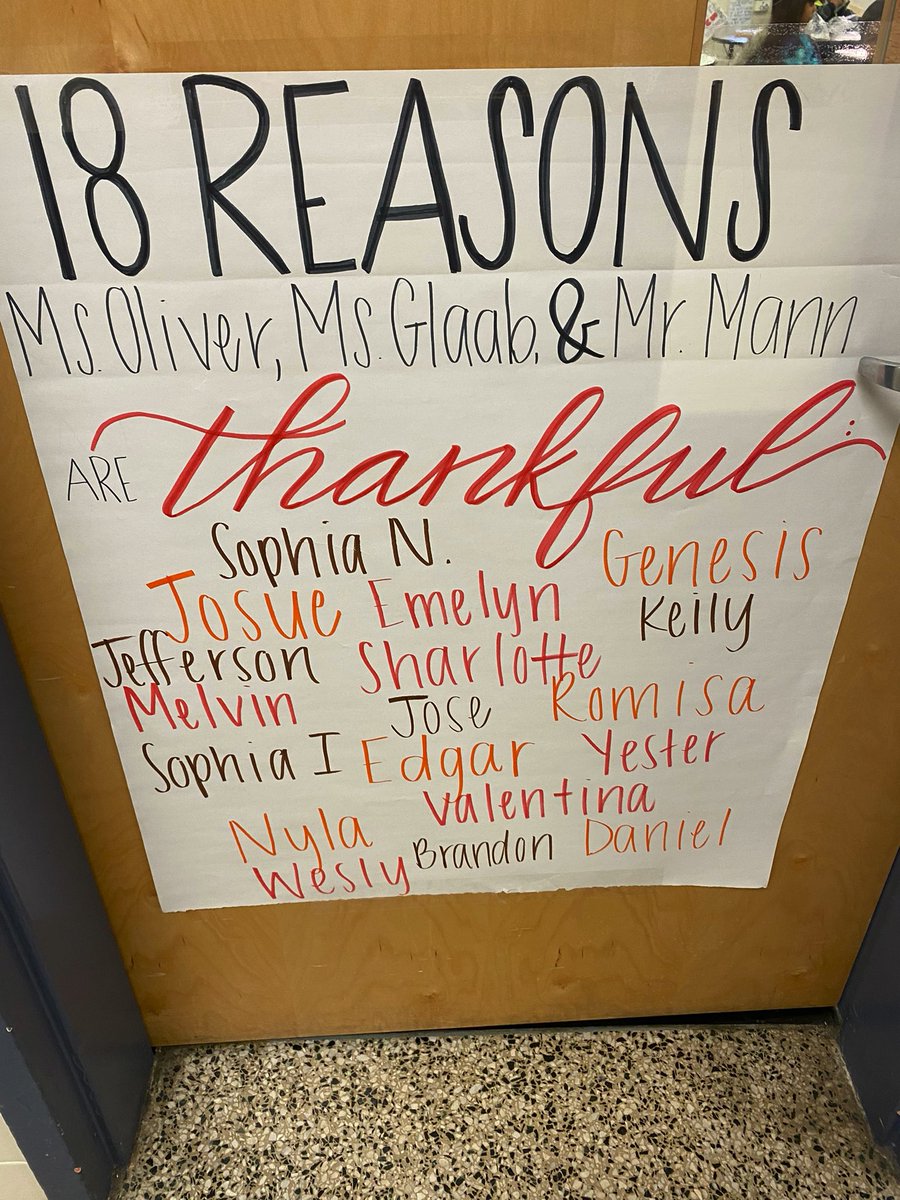 18 REASONS
Ms. Oliver, Ms. Glaab, & Mr. Mann
ARE thankful:
Sophia N. Genesis
Josue Emelyn Keily
Jefferson Sharlotte
Melvin Jose Romisa
Sophia I Edgar Yester
Valentina
Nyla Brandon Daniel
Wesly